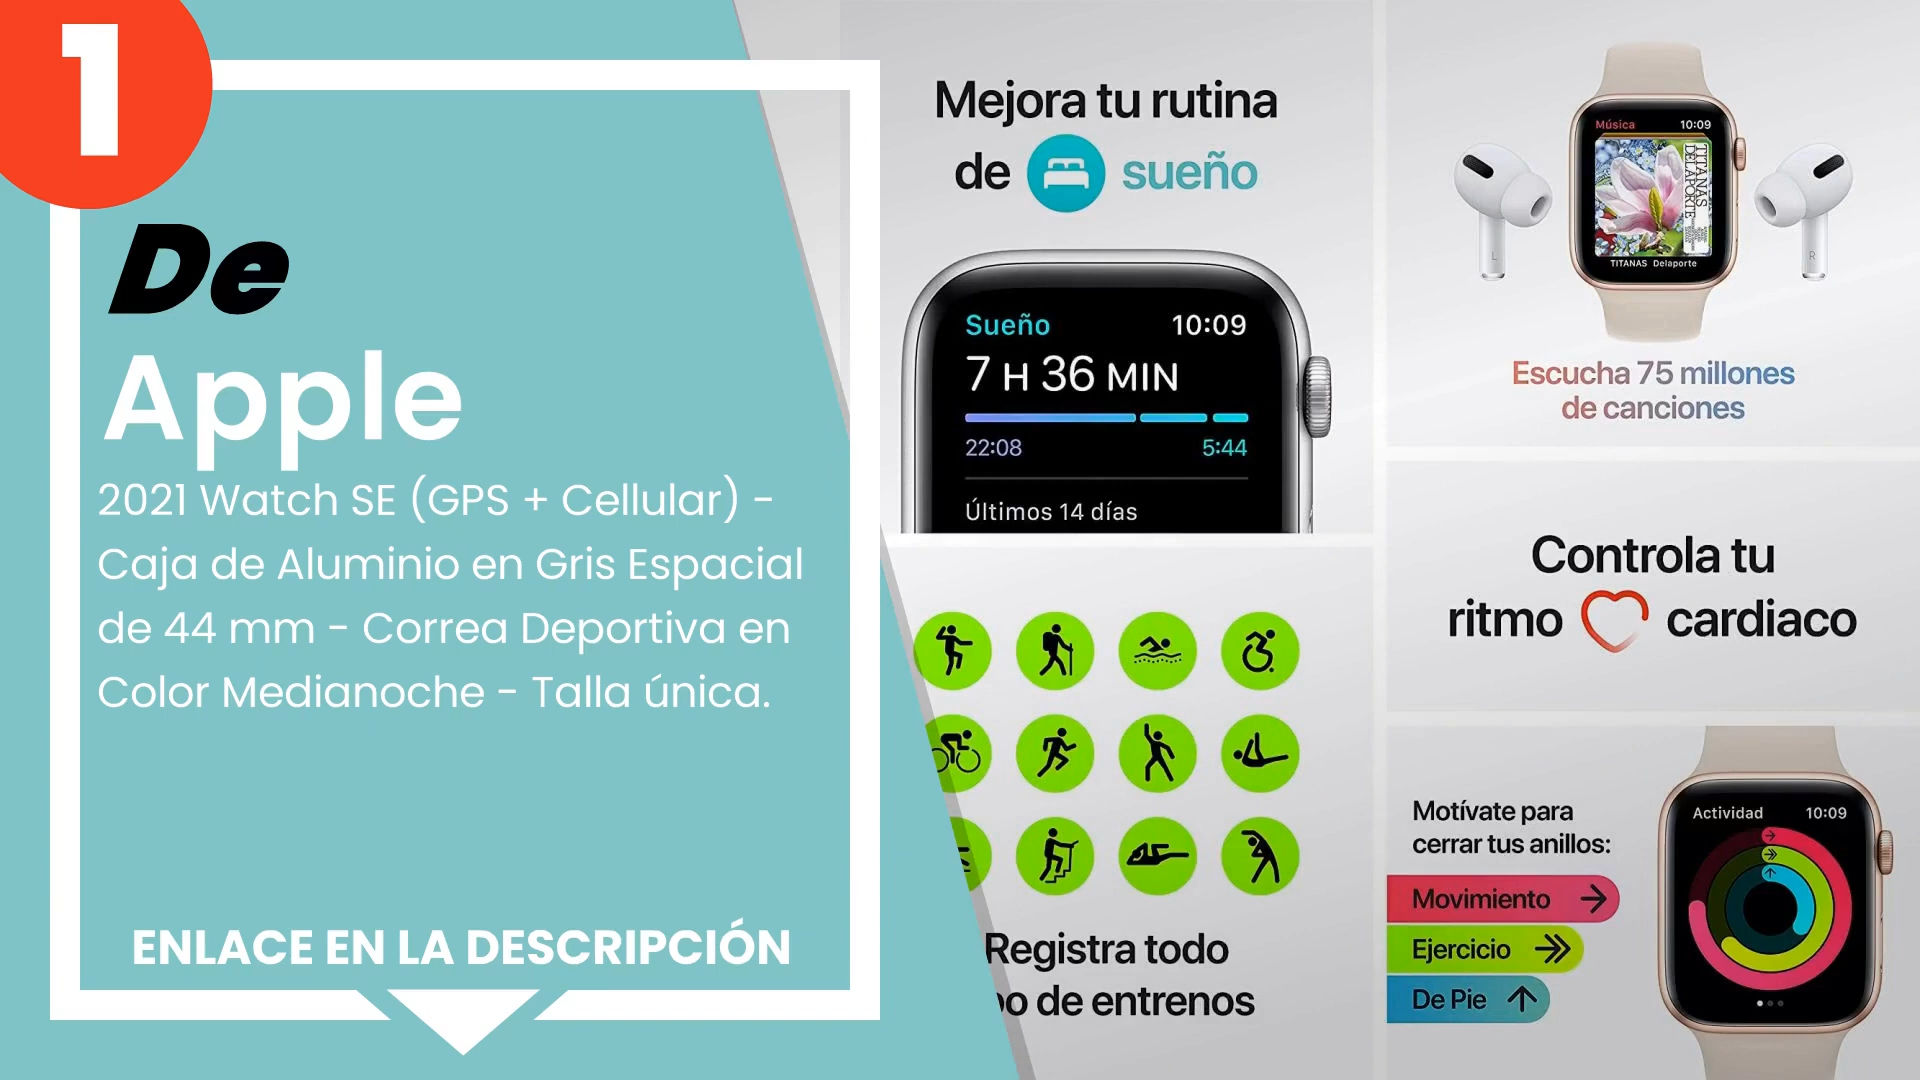 1
De
Apple
2021 Watch SE (GPS + Cellular) -
Caja de Aluminio en Gris Espacial
de 44 mm - Correa Deportiva en
Color Medianoche - Talla única.
ENLACE EN LA DESCRIPCIÓN
Mejora tu rutina
de sueño
Sueño 10:09
7 H 36 MIN
22:08 5:44
Últimos 14 días
Registra todo
de entrenos
Música 10:09
TITANAS
DELAPORTE
TITANAS Delaporte
L
R
Escucha 75 millones
de canciones
Controla tu
ritmo cardiaco
Motívate para
cerrar tus anillos:
Movimiento
Ejercicio
De Pie
Actividad 10:09